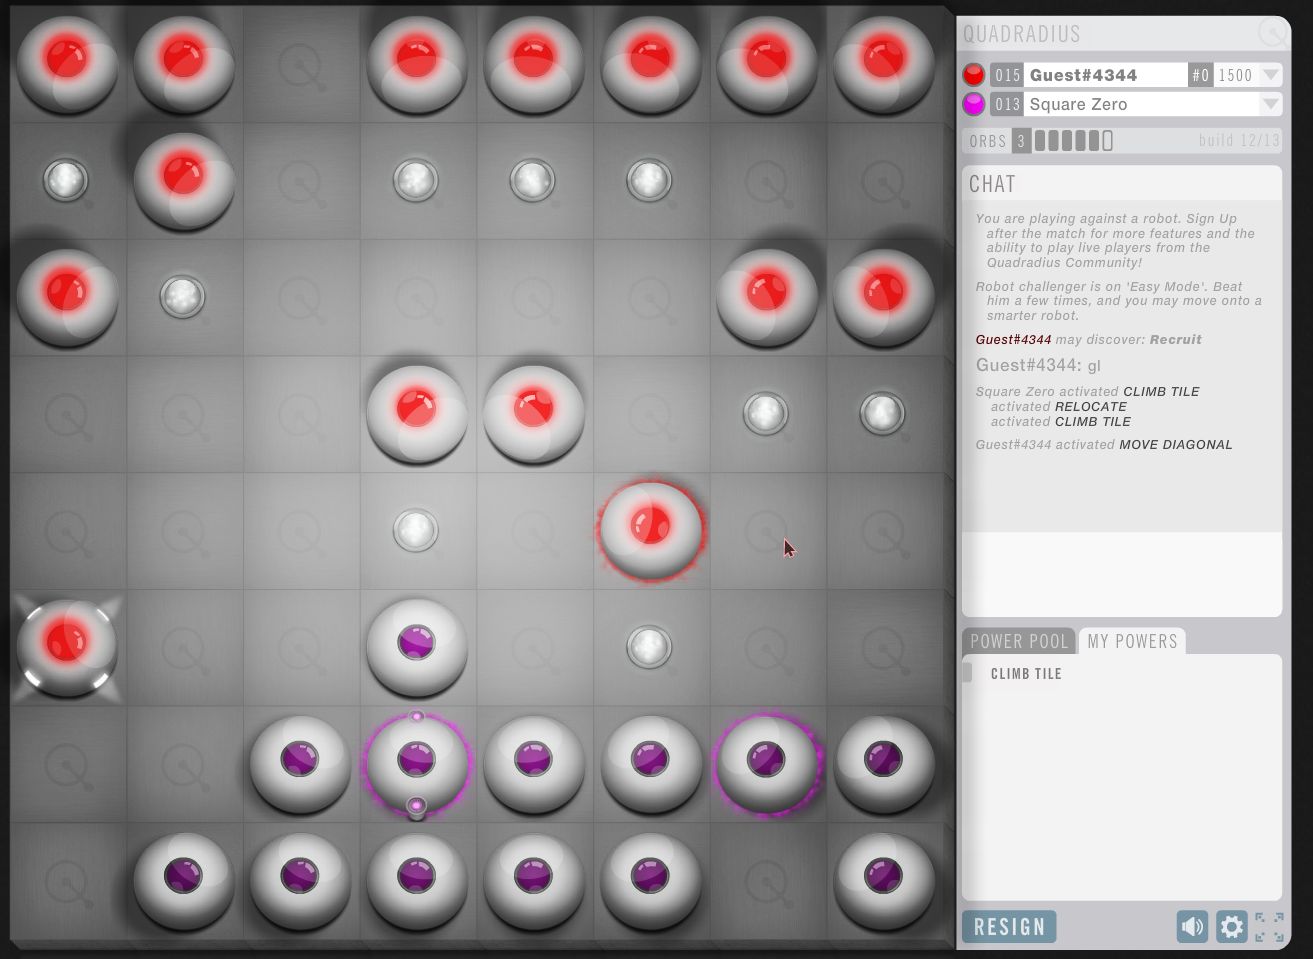 QUADRADIUS
015 Guest#4344 #0 1500
013 Square Zero
ORBS 3 build 12/13
CHAT
You are playing against a robot. Sign Up
after the match for more features and the
ability to play live players from the
Quadradius Community!
Robot challenger is on 'Easy Mode'. Beat
him a few times, and you may move onto a
smarter robot.
Guest#4344 may discover: Recruit
Guest#4344: gl
Square Zero activated CLIMB TILE
activated RELOCATE
activated CLIMB TILE
Guest#4344 activated MOVE DIAGONAL
POWER POOL MY POWERS
CLIMB TILE
RESIGN